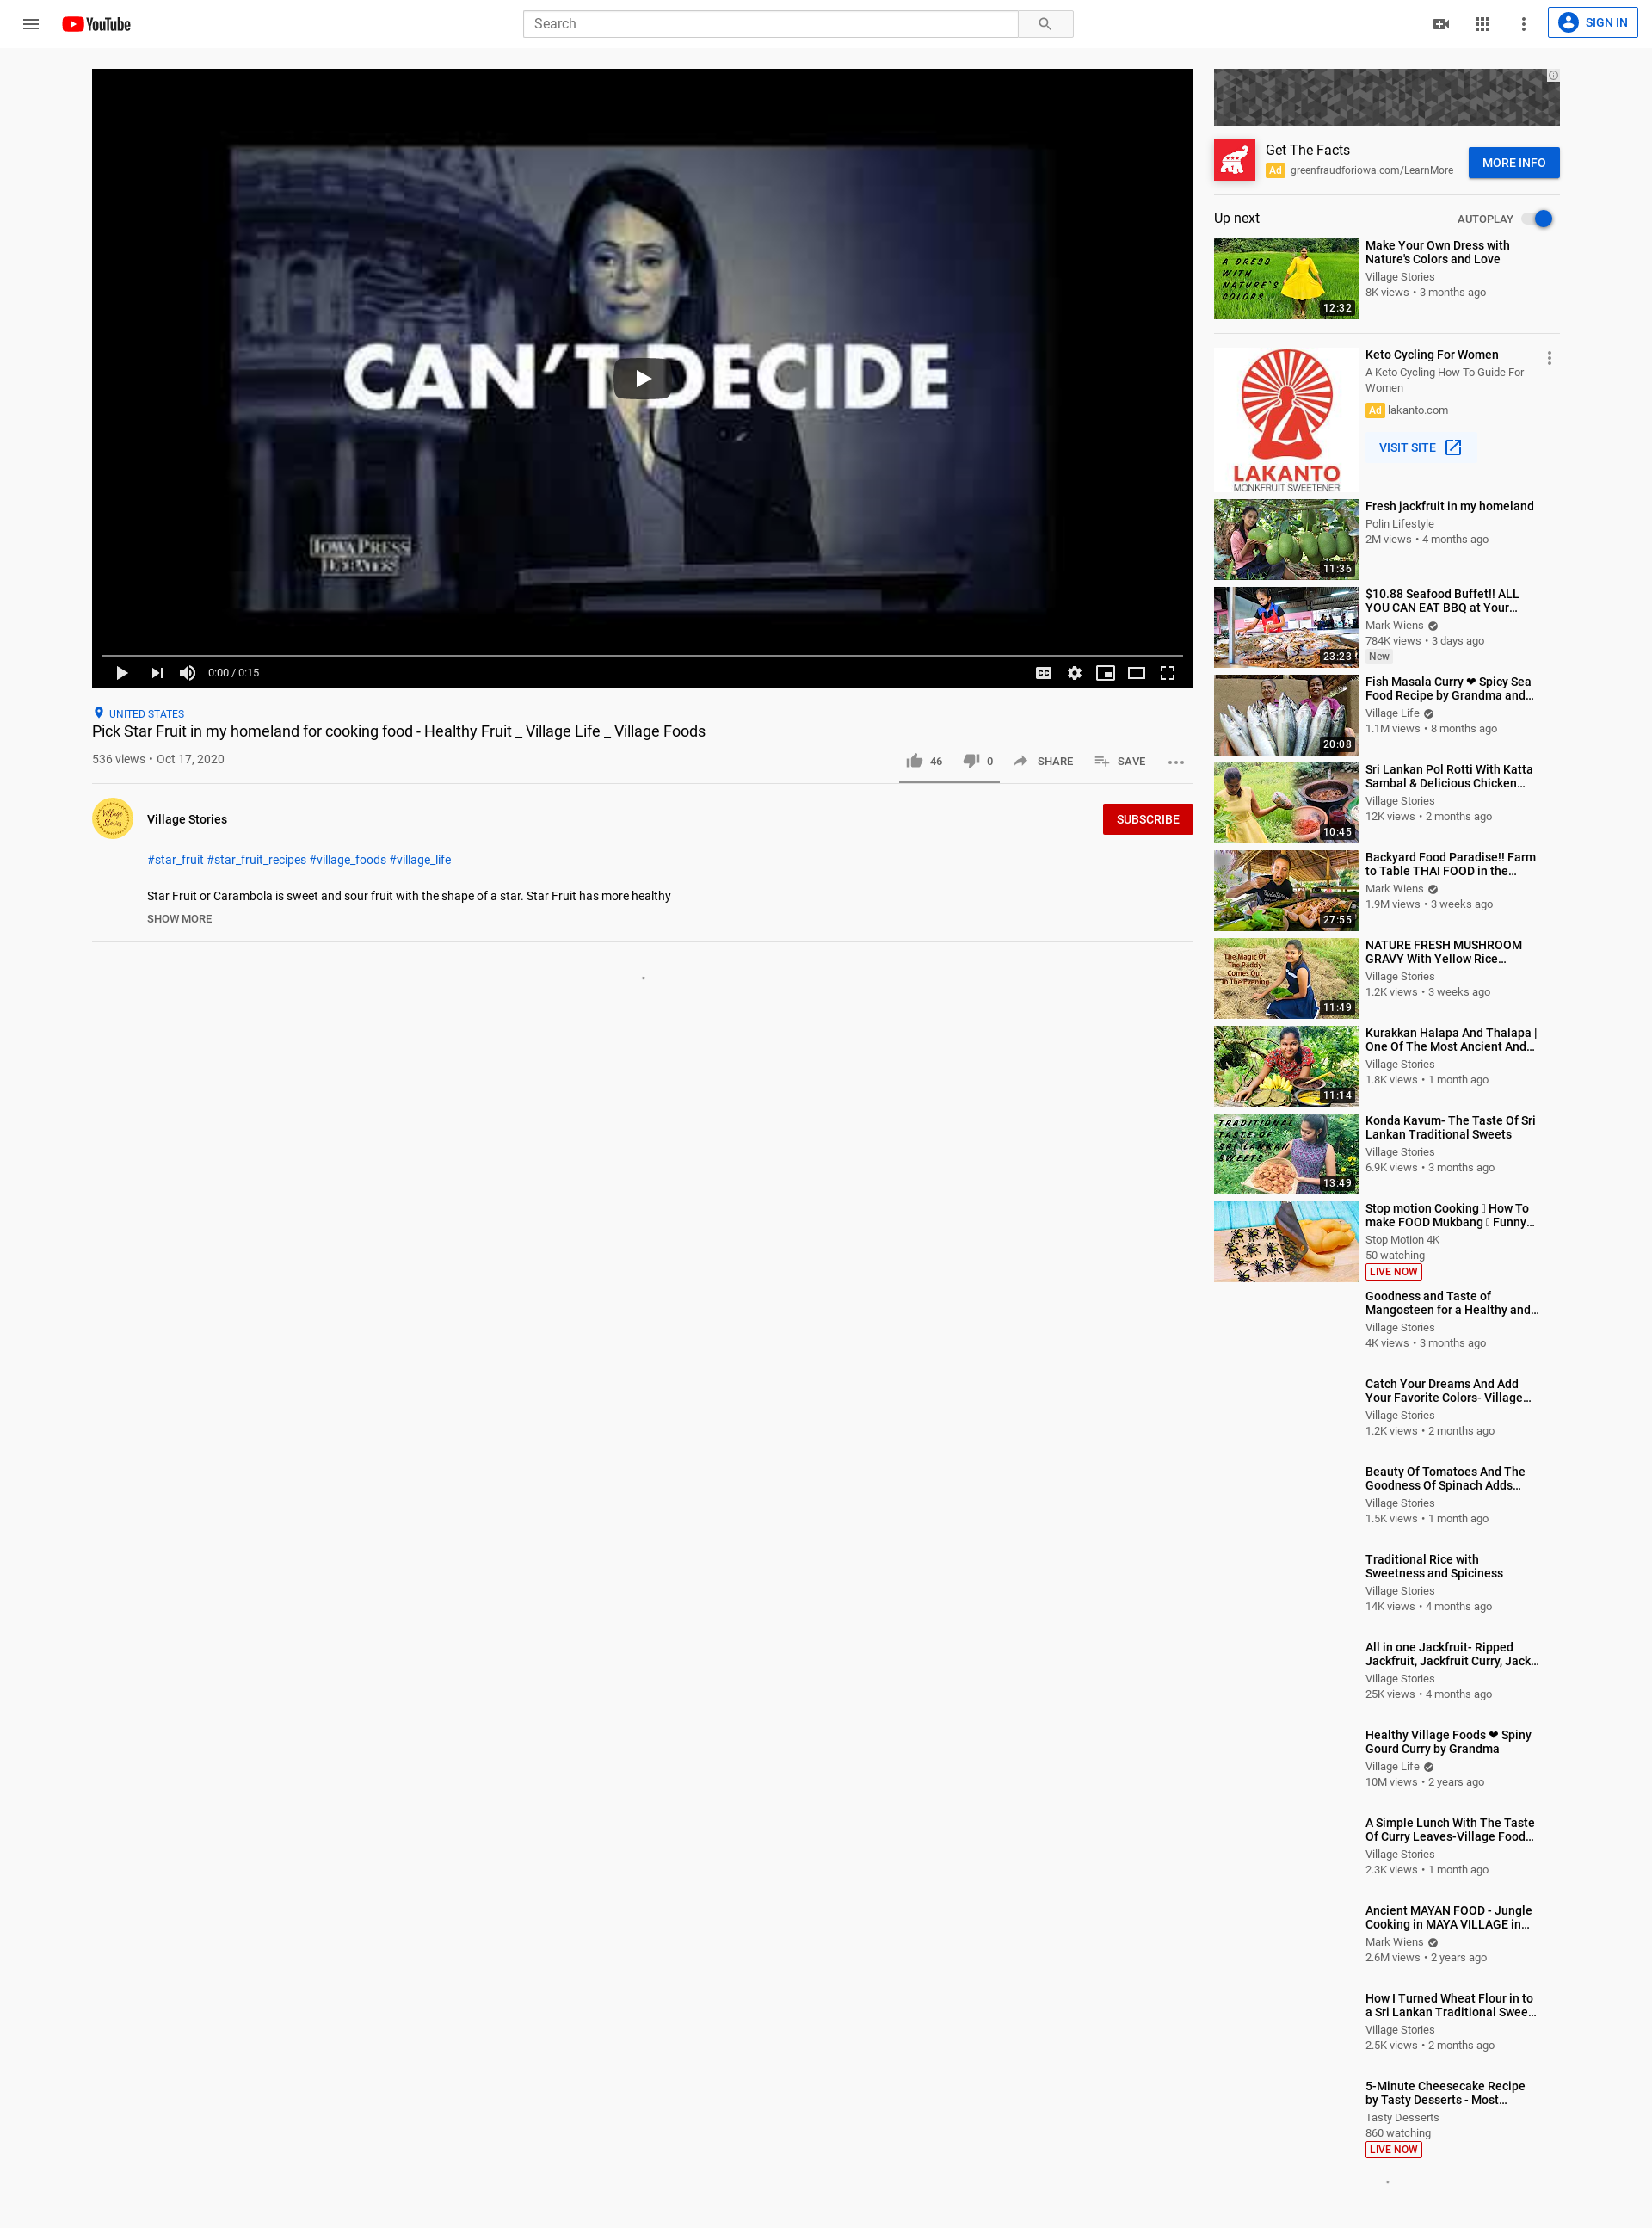 YouTube
Search
SIGN IN
CAN'T DECIDE
IOWA PRESS
DEBATES
0:00 / 0:15
CC
UNITED STATES
Pick Star Fruit in my homeland for cooking food - Healthy Fruit _ Village Life _ Village Foods
536 views • Oct 17, 2020
46
0
SHARE
SAVE
Village Stories
Village Stories
SUBSCRIBE
#star_fruit #star_fruit_recipes #village_foods #village_life
Star Fruit or Carambola is sweet and sour fruit with the shape of a star. Star Fruit has more healthy
SHOW MORE
Get The Facts
Ad greenfraudforiowa.com/LearnMore
MORE INFO
Up next
AUTOPLAY
A DRESS
WITH
NATURE'S
COLORS
12:32
Make Your Own Dress with
Nature's Colors and Love
Village Stories
8K views • 3 months ago
LAKANTO
MONKFRUIT SWEETENER
Keto Cycling For Women
A Keto Cycling How To Guide For
Women
Ad lakanto.com
VISIT SITE
11:36
Fresh jackfruit in my homeland
Polin Lifestyle
2M views • 4 months ago
23:23
$10.88 Seafood Buffet!! ALL
YOU CAN EAT BBQ at Your...
Mark Wiens
784K views • 3 days ago
New
20:08
Fish Masala Curry ❤ Spicy Sea
Food Recipe by Grandma and...
Village Life
1.1M views • 8 months ago
10:45
Sri Lankan Pol Rotti With Katta
Sambal & Delicious Chicken...
Village Stories
12K views • 2 months ago
27:55
Backyard Food Paradise!! Farm
to Table THAI FOOD in the...
Mark Wiens
1.9M views • 3 weeks ago
The Magic Of
The Paddy
Comes Out
In The Evening
11:49
NATURE FRESH MUSHROOM
GRAVY With Yellow Rice...
Village Stories
1.2K views • 3 weeks ago
11:14
Kurakkan Halapa And Thalapa |
One Of The Most Ancient And...
Village Stories
1.8K views • 1 month ago
TRADITIONAL
TASTE OF
SRI LANKAN
SWEETS
13:49
Konda Kavum- The Taste Of Sri
Lankan Traditional Sweets
Village Stories
6.9K views • 3 months ago
Stop motion Cooking How To
make FOOD Mukbang Funny...
Stop Motion 4K
50 watching
LIVE NOW
Goodness and Taste of
Mangosteen for a Healthy and...
Village Stories
4K views • 3 months ago
Catch Your Dreams And Add
Your Favorite Colors- Village...
Village Stories
1.2K views • 2 months ago
Beauty Of Tomatoes And The
Goodness Of Spinach Adds...
Village Stories
1.5K views • 1 month ago
Traditional Rice with
Sweetness and Spiciness
Village Stories
14K views • 4 months ago
All in one Jackfruit- Ripped
Jackfruit, Jackfruit Curry, Jack...
Village Stories
25K views • 4 months ago
Healthy Village Foods ❤ Spiny
Gourd Curry by Grandma
Village Life
10M views • 2 years ago
A Simple Lunch With The Taste
Of Curry Leaves-Village Food...
Village Stories
2.3K views • 1 month ago
Ancient MAYAN FOOD - Jungle
Cooking in MAYA VILLAGE in...
Mark Wiens
2.6M views • 2 years ago
How I Turned Wheat Flour in to
a Sri Lankan Traditional Swee...
Village Stories
2.5K views • 2 months ago
5-Minute Cheesecake Recipe
by Tasty Desserts - Most...
Tasty Desserts
860 watching
LIVE NOW